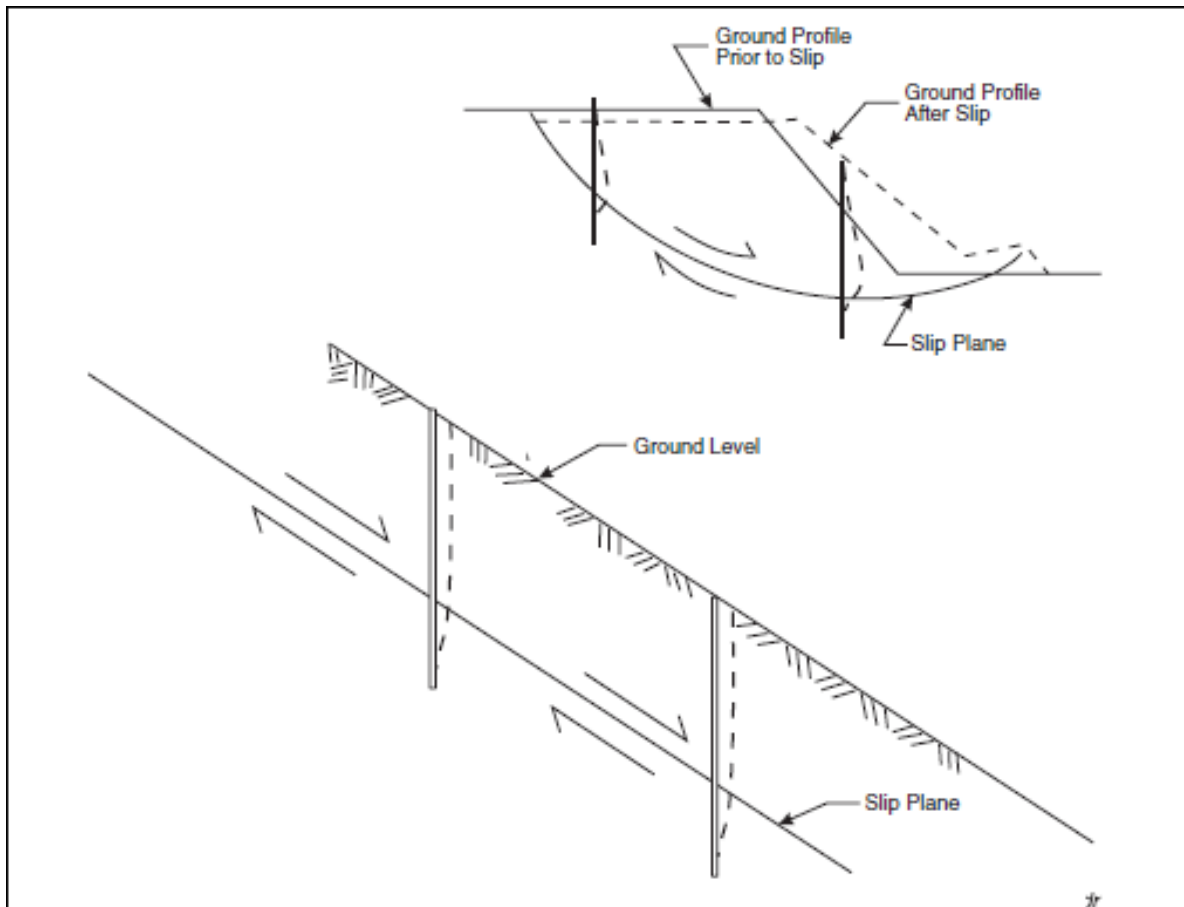 Ground Profile
Prior to Slip
Ground Profile
After Slip
Slip Plane
Ground Level
Slip Plane